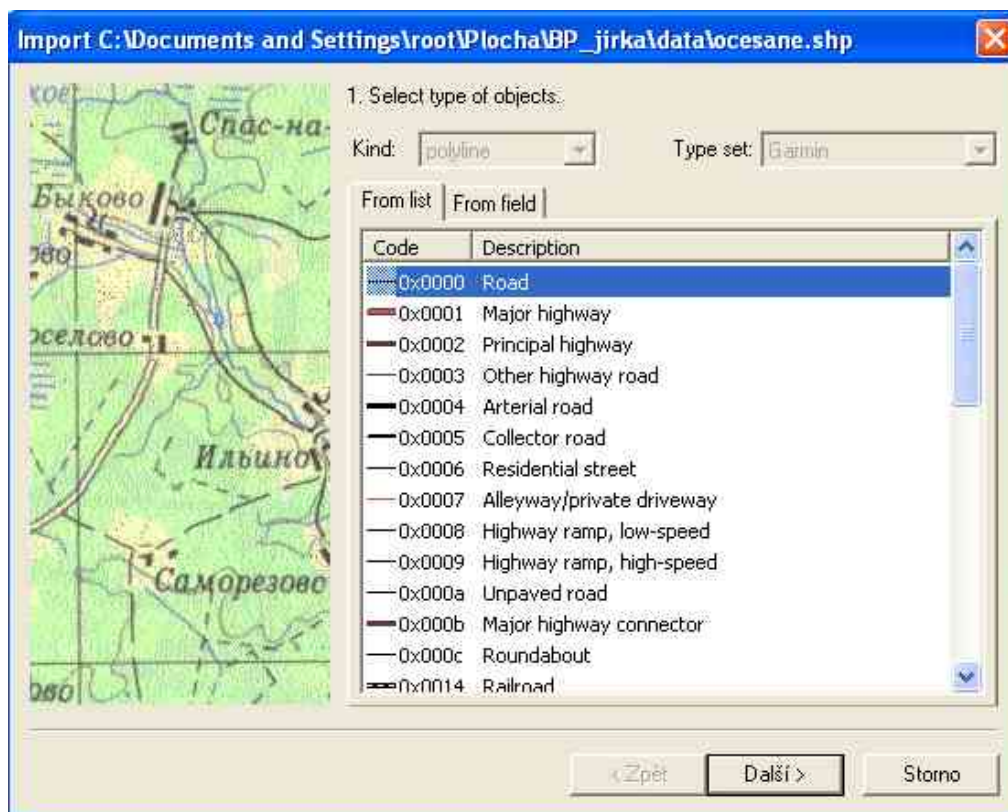 Import C:\Documents and Settings\root\Plocha\BP_jirka\data\ocesane.shp
1. Select type of objects.
Kind: polyline Type set: Garmin
From list From field
Code Description
0x0000 Road
0x0001 Major highway
0x0002 Principal highway
0x0003 Other highway road
0x0004 Arterial road
0x0005 Collector road
0x0006 Residential street
0x0007 Alleyway/private driveway
0x0008 Highway ramp, low-speed
0x0009 Highway ramp, high-speed
0x000a Unpaved road
0x000b Major highway connector
0x000c Roundabout
0x0014 Railroad
Спас-на-
Быково
ово
оселово
Ильино
Саморезово
ово
< Zpět Další > Storno